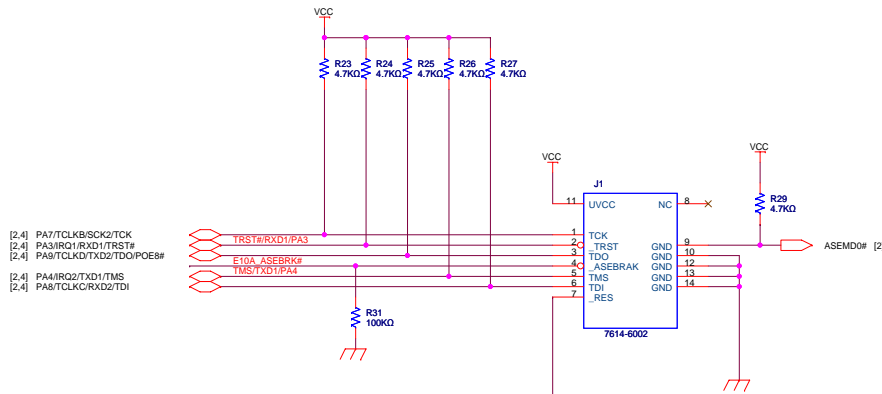 VCC
R23
4.7KΩ
R24
4.7KΩ
R25
4.7KΩ
R26
4.7KΩ
R27
4.7KΩ
VCC
VCC
J1
R29
4.7KΩ
11 UVCC
NC 8
[2,4] PA7/TCLKB/SCK2/TCK
1 TCK
[2,4] PA3/IRQ1/RXD1/TRST#
TRST#/RXD1/PA3
2 _TRST
GND 9
ASEMD0# [2
[2,4] PA9/TCLKD/TXD2/TDO/POE8#
3 TDO
GND 10
E10A_ASEBRK#
4 _ASEBRAK
GND 12
[2,4] PA4/IRQ2/TXD1/TMS
TMS/TXD1/PA4
5 TMS
GND 13
[2,4] PA8/TCLKC/RXD2/TDI
6 TDI
GND 14
7 _RES
R31
100KΩ
7614-6002